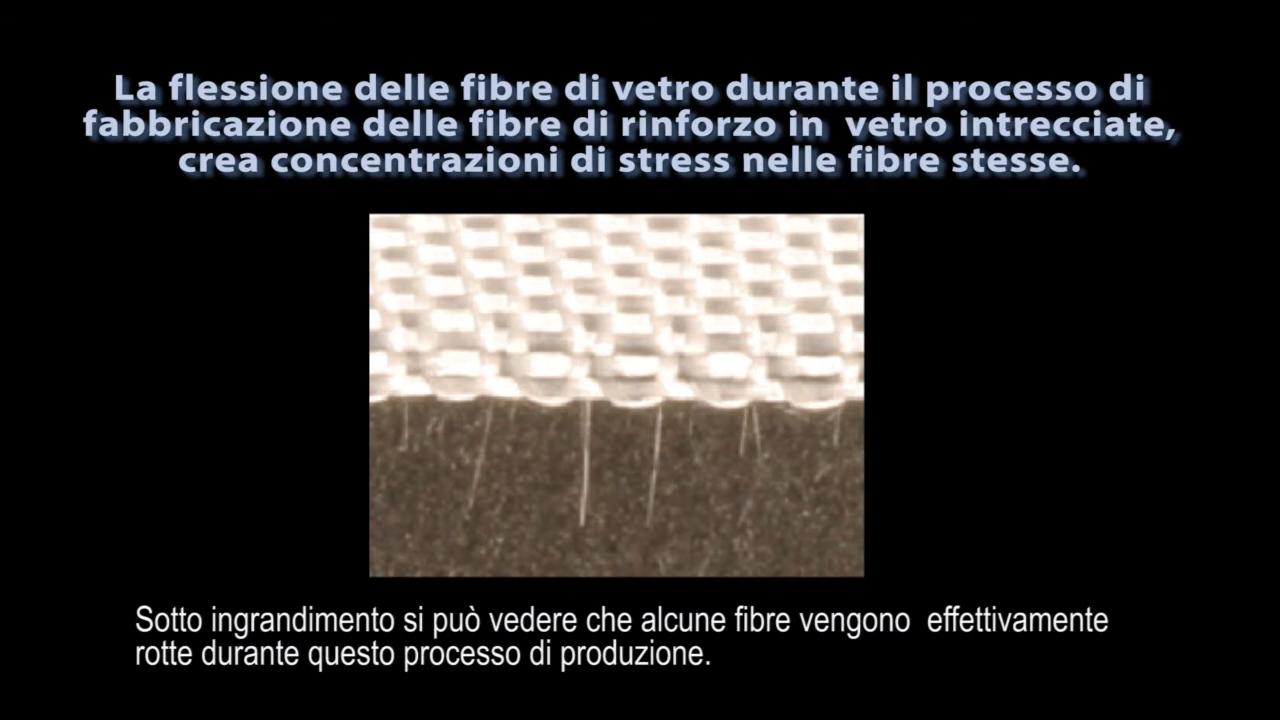 La flessione delle fibre di vetro durante il processo di
fabbricazione delle fibre di rinforzo in  vetro intrecciate,
crea concentrazioni di stress nelle fibre stesse.
Sotto ingrandimento si può vedere che alcune fibre vengono  effettivamente
rotte durante questo processo di produzione.